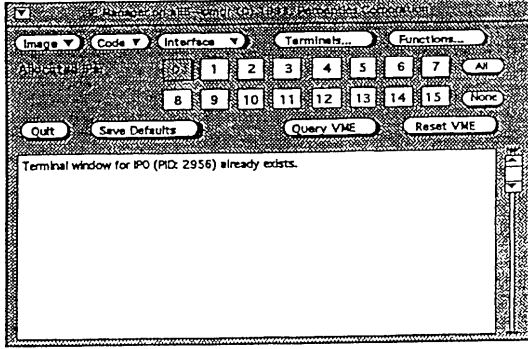 Image Code Interface Terminals... Functions...
Allocated 0 1 2 3 4 5 6 7 All
8 9 10 11 12 13 14 15 None
Quit Save Defaults Query VME Reset VME
Terminal window for IP0 (PID: 2956) already exists.